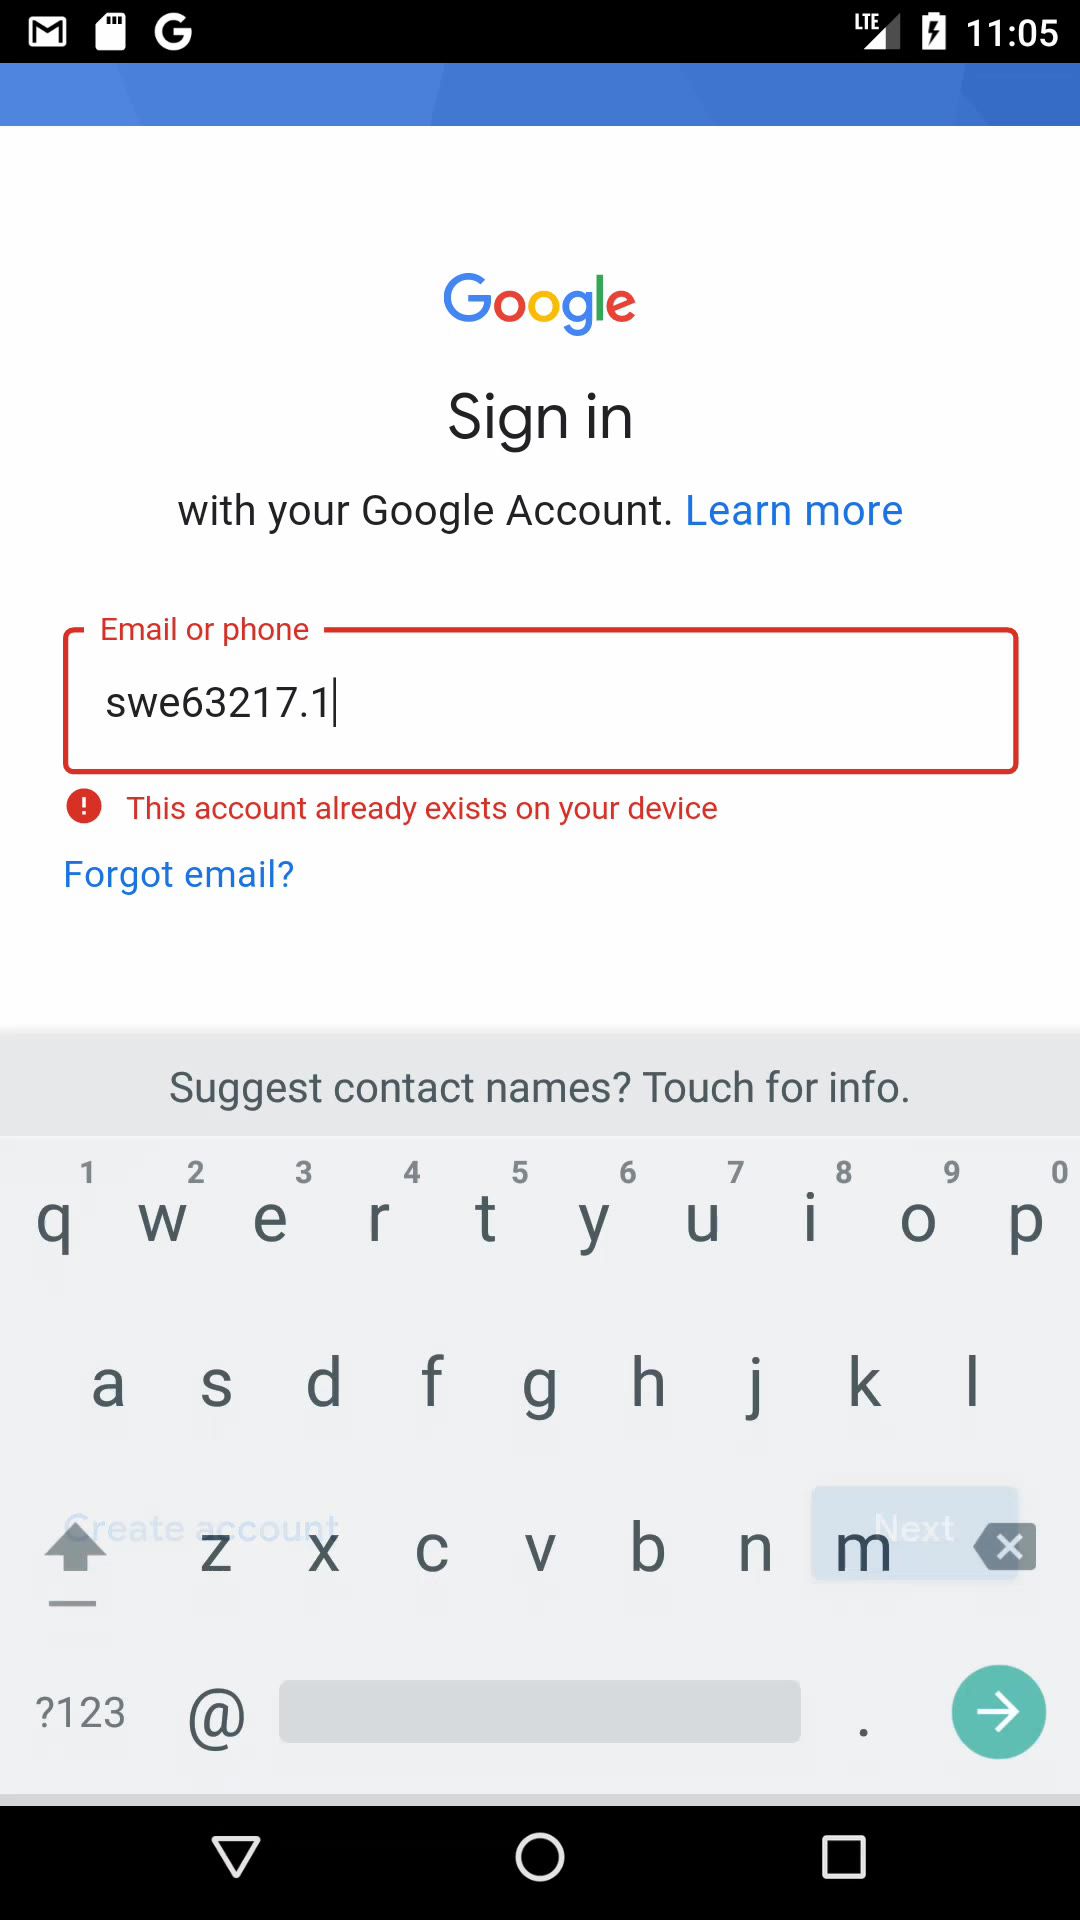 LTE 11:05
Google
Sign in
with your Google Account. Learn more
Email or phone
swe63217.1
This account already exists on your device
Forgot email?
Suggest contact names? Touch for info.
1 2 3 4 5 6 7 8 9 0
q w e r t y u i o p
a s d f g h j k l
Create account Next
z x c v b n m
?123 @ .